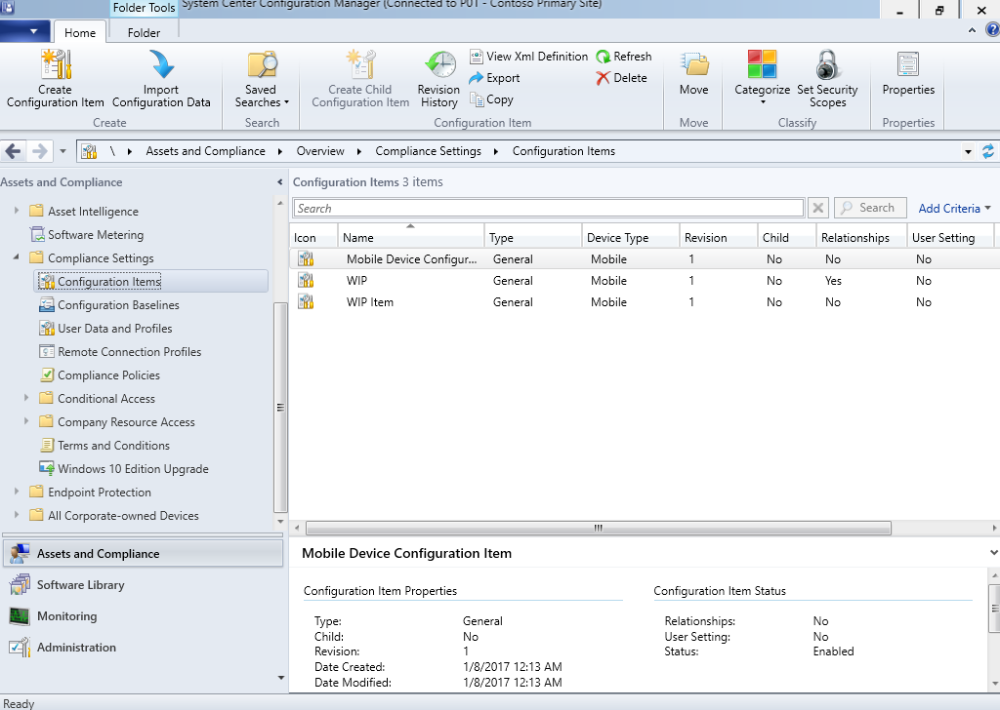 Folder Tools
System Center Configuration Manager (Connected to P01 - Contoso Primary Site)
Home
Folder
Create Configuration Item
Import Configuration Data
Create
Saved Searches
Search
Create Child Configuration Item
Revision History
View Xml Definition
Export
Copy
Refresh
Delete
Configuration Item
Move
Move
Categorize
Set Security Scopes
Classify
Properties
Properties
\ Assets and Compliance Overview Compliance Settings Configuration Items
Assets and Compliance
Asset Intelligence
Software Metering
Compliance Settings
Configuration Items
Configuration Baselines
User Data and Profiles
Remote Connection Profiles
Compliance Policies
Conditional Access
Company Resource Access
Terms and Conditions
Windows 10 Edition Upgrade
Endpoint Protection
All Corporate-owned Devices
Assets and Compliance
Software Library
Monitoring
Administration
Configuration Items 3 items
Search
Search
Add Criteria
Icon Name Type Device Type Revision Child Relationships User Setting
Mobile Device Configur... General Mobile 1 No No No
WIP General Mobile 1 No Yes No
WIP Item General Mobile 1 No No No
Mobile Device Configuration Item
Configuration Item Properties
Type: General
Child: No
Revision: 1
Date Created: 1/8/2017 12:13 AM
Date Modified: 1/8/2017 12:13 AM
Configuration Item Status
Relationships: No
User Setting: No
Status: Enabled
Ready